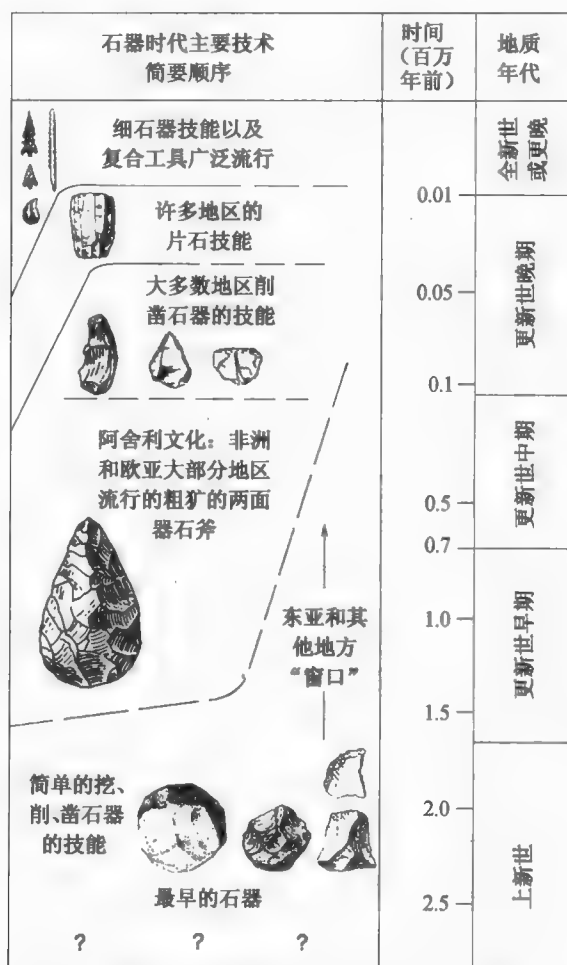 石器时代主要技术
简要顺序
时间
（百万
年前）
地质
年代
细石器技能以及
复合工具广泛流行
许多地区的
片石技能
大多数地区削
凿石器的技能
阿舍利文化：非洲
和欧亚大部分地区
流行的粗犷的两面
器石斧
东亚和其
他地方
“窗口”
简单的挖、
削、凿石器
的技能
最早的石器
? ? ?
0.01
0.05
0.1
0.5
0.7
1.0
1.5
2.0
2.5
全新世
或更晚
更新世晚期
更新世中期
更新世早期
上新世